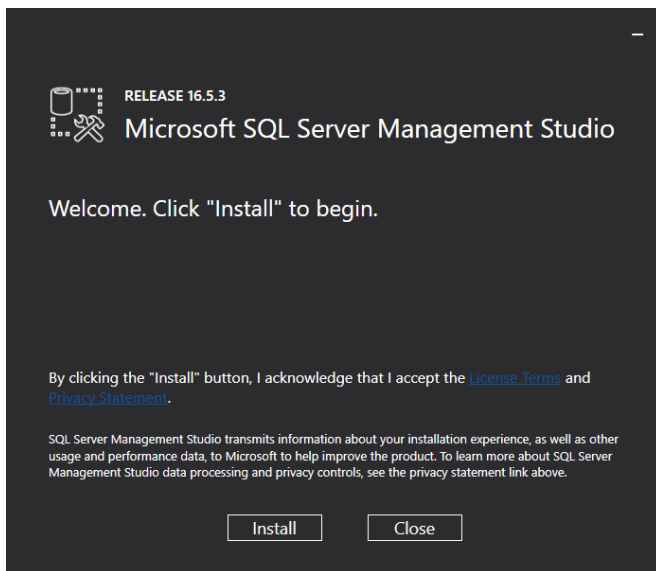 RELEASE 16.5.3
Microsoft SQL Server Management Studio
Welcome. Click "Install" to begin.
By clicking the "Install" button, I acknowledge that I accept the License Terms and
Privacy Statement.
SQL Server Management Studio transmits information about your installation experience, as well as other
usage and performance data, to Microsoft to help improve the product. To learn more about SQL Server
Management Studio data processing and privacy controls, see the privacy statement link above.
Install
Close